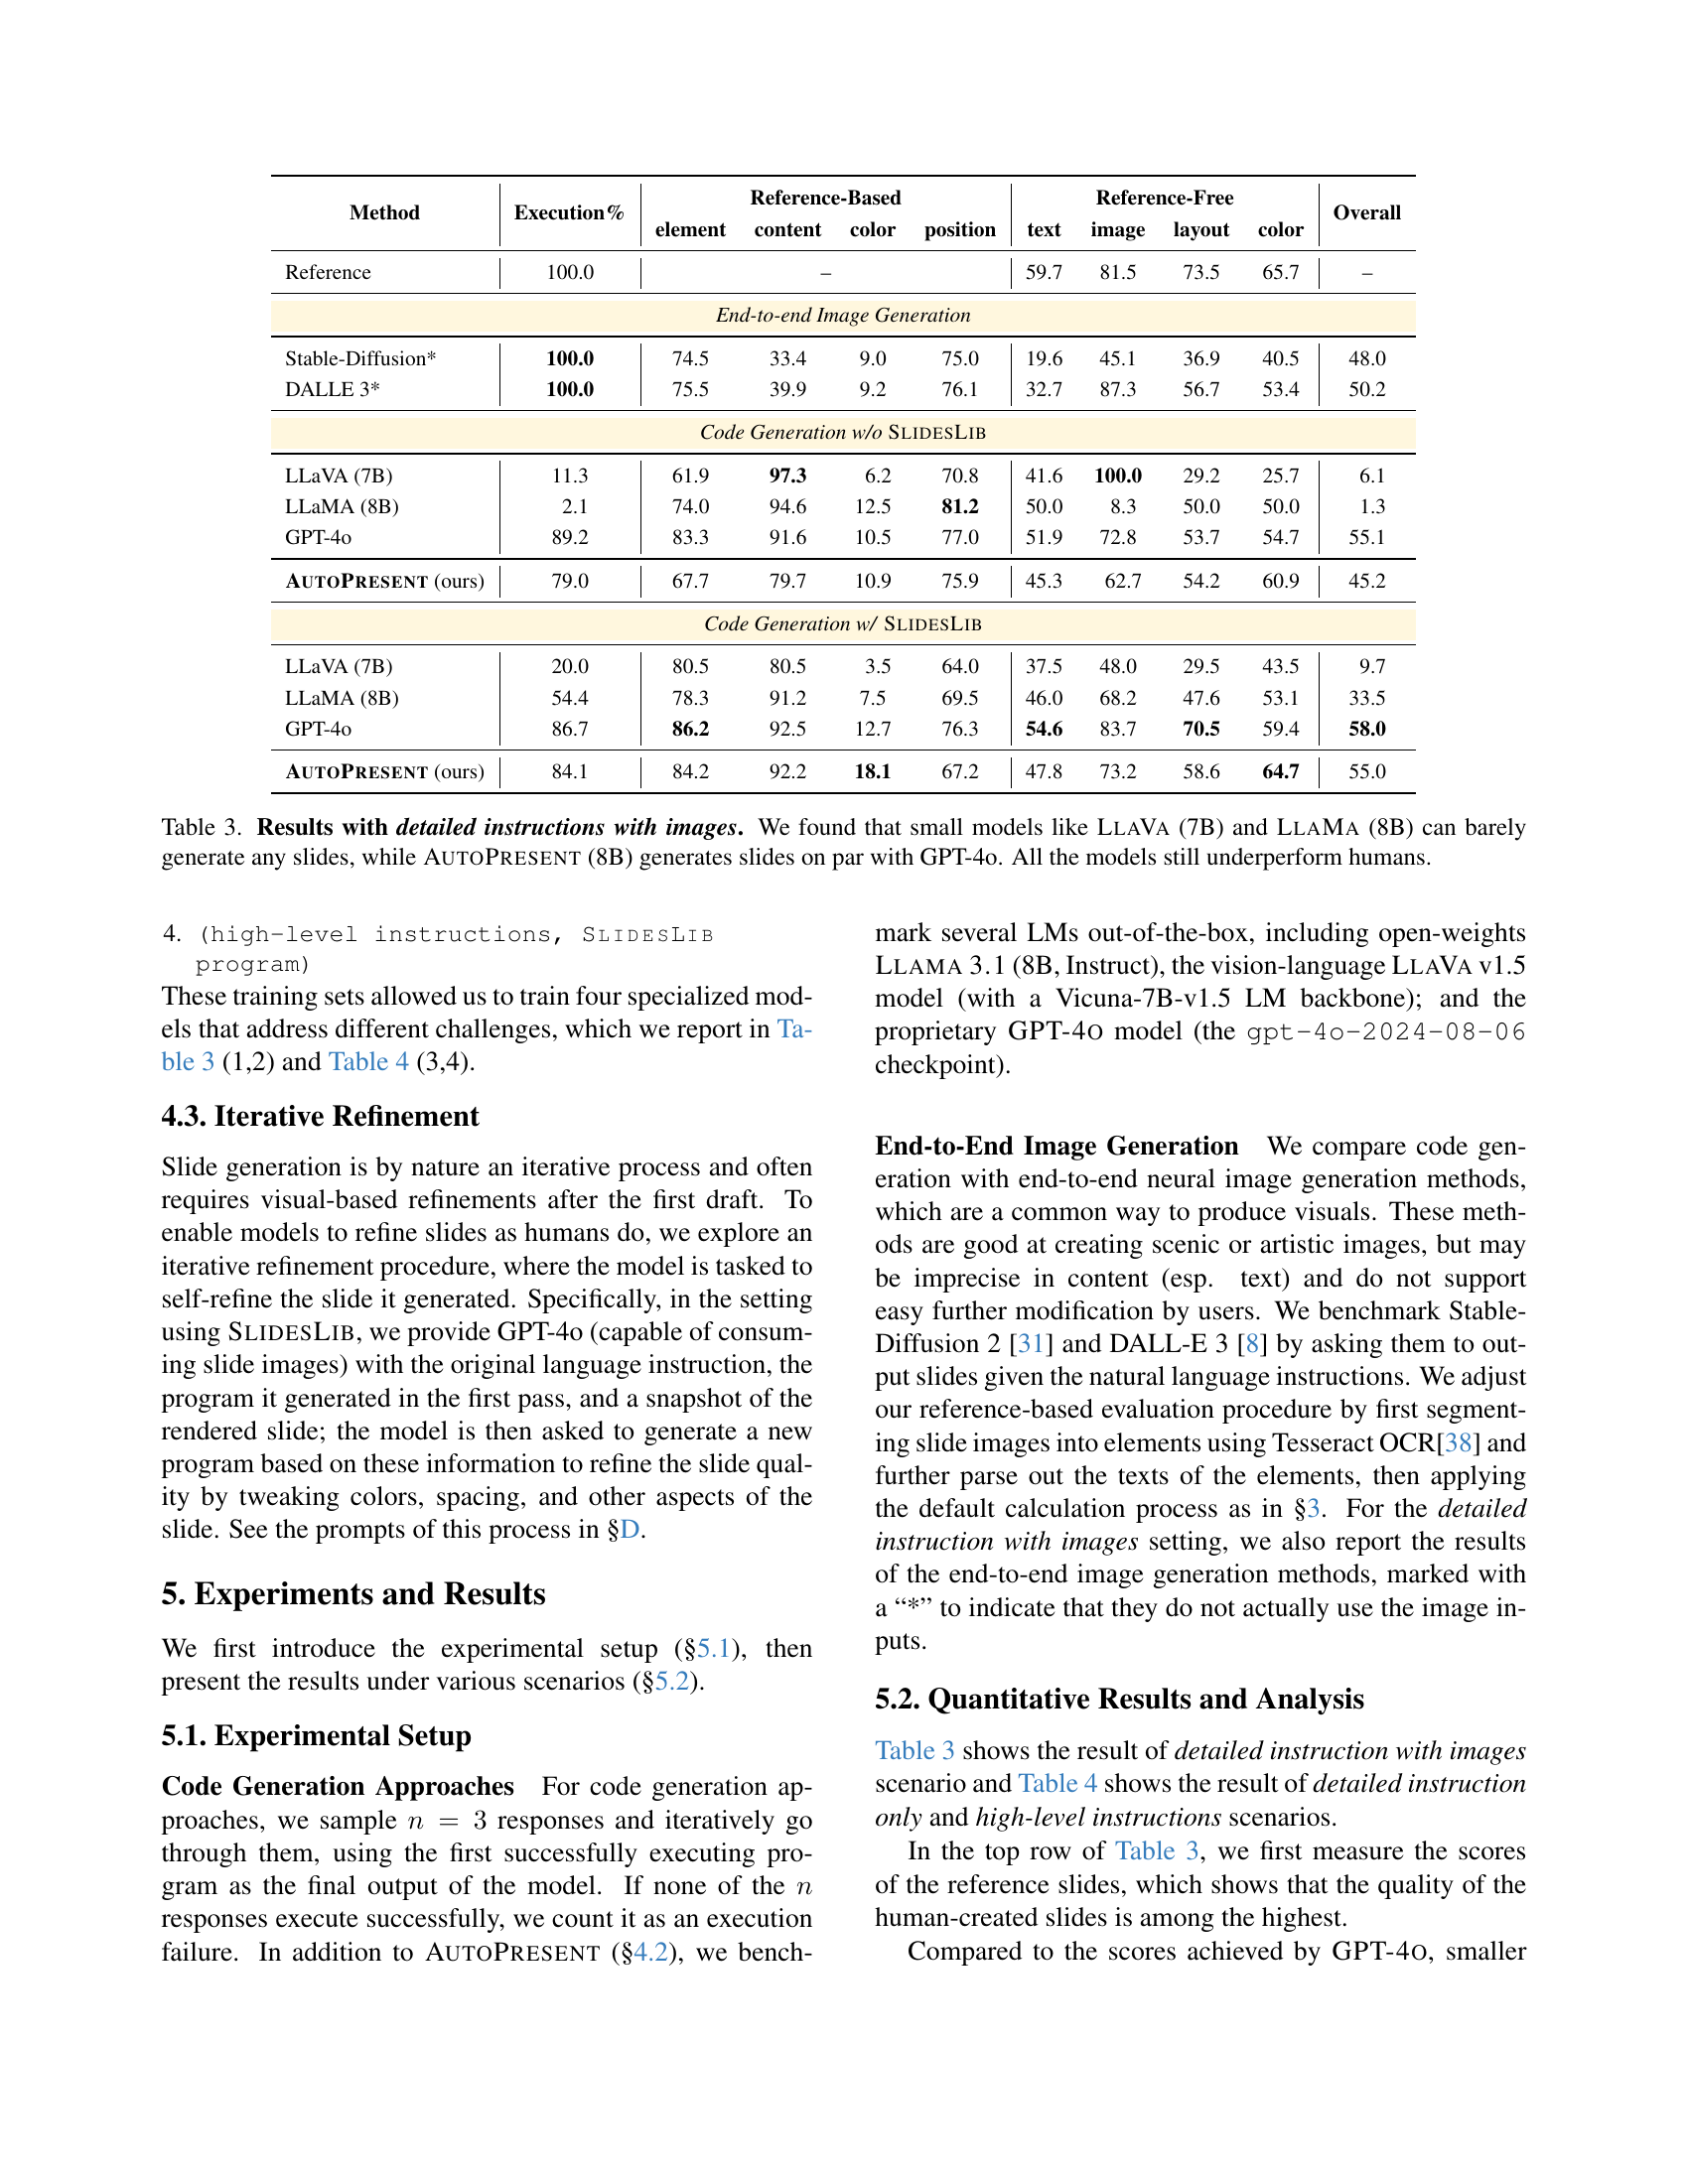 Method Execution% Reference-Based Reference-Free Overall
element content color position text image layout color
Reference 100.0 – 59.7 81.5 73.5 65.7 –
End-to-end Image Generation
Stable-Diffusion* 100.0 74.5 33.4 9.0 75.0 19.6 45.1 36.9 40.5 48.0
DALLE 3* 100.0 75.5 39.9 9.2 76.1 32.7 87.3 56.7 53.4 50.2
Code Generation w/o SLIDESLIB
LLaVA (7B) 11.3 61.9 97.3 6.2 70.8 41.6 100.0 29.2 25.7 6.1
LLaMA (8B) 2.1 74.0 94.6 12.5 81.2 50.0 8.3 50.0 50.0 1.3
GPT-4o 89.2 83.3 91.6 10.5 77.0 51.9 72.8 53.7 54.7 55.1
AUTOPRESENT (ours) 79.0 67.7 79.7 10.9 75.9 45.3 62.7 54.2 60.9 45.2
Code Generation w/ SLIDESLIB
LLaVA (7B) 20.0 80.5 80.5 3.5 64.0 37.5 48.0 29.5 43.5 9.7
LLaMA (8B) 54.4 78.3 91.2 7.5 69.5 46.0 68.2 47.6 53.1 33.5
GPT-4o 86.7 86.2 92.5 12.7 76.3 54.6 83.7 70.5 59.4 58.0
AUTOPRESENT (ours) 84.1 84.2 92.2 18.1 67.2 47.8 73.2 58.6 64.7 55.0
Table 3. Results with detailed instructions with images. We found that small models like LLAVA (7B) and LLAMA (8B) can barely
generate any slides, while AUTOPRESENT (8B) generates slides on par with GPT-4o. All the models still underperform humans.
4. (high-level instructions, SLIDESLIB
program)
These training sets allowed us to train four specialized mod-
els that address different challenges, which we report in Ta-
ble 3 (1,2) and Table 4 (3,4).
4.3. Iterative Refinement
Slide generation is by nature an iterative process and often
requires visual-based refinements after the first draft. To
enable models to refine slides as humans do, we explore an
iterative refinement procedure, where the model is tasked to
self-refine the slide it generated. Specifically, in the setting
using SLIDESLIB, we provide GPT-4o (capable of consum-
ing slide images) with the original language instruction, the
program it generated in the first pass, and a snapshot of the
rendered slide; the model is then asked to generate a new
program based on these information to refine the slide qual-
ity by tweaking colors, spacing, and other aspects of the
slide. See the prompts of this process in §D.
5. Experiments and Results
We first introduce the experimental setup (§5.1), then
present the results under various scenarios (§5.2).
5.1. Experimental Setup
Code Generation Approaches For code generation ap-
proaches, we sample n = 3 responses and iteratively go
through them, using the first successfully executing pro-
gram as the final output of the model. If none of the n
responses execute successfully, we count it as an execution
failure. In addition to AUTOPRESENT (§4.2), we bench-
mark several LMs out-of-the-box, including open-weights
LLAMA 3.1 (8B, Instruct), the vision-language LLAVA v1.5
model (with a Vicuna-7B-v1.5 LM backbone); and the
proprietary GPT-4O model (the gpt-4o-2024-08-06
checkpoint).
End-to-End Image Generation We compare code gen-
eration with end-to-end neural image generation methods,
which are a common way to produce visuals. These meth-
ods are good at creating scenic or artistic images, but may
be imprecise in content (esp. text) and do not support
easy further modification by users. We benchmark Stable-
Diffusion 2 [31] and DALL-E 3 [8] by asking them to out-
put slides given the natural language instructions. We adjust
our reference-based evaluation procedure by first segment-
ing slide images into elements using Tesseract OCR[38] and
further parse out the texts of the elements, then applying
the default calculation process as in §3. For the detailed
instruction with images setting, we also report the results
of the end-to-end image generation methods, marked with
a “*” to indicate that they do not actually use the image in-
puts.
5.2. Quantitative Results and Analysis
Table 3 shows the result of detailed instruction with images
scenario and Table 4 shows the result of detailed instruction
only and high-level instructions scenarios.
In the top row of Table 3, we first measure the scores
of the reference slides, which shows that the quality of the
human-created slides is among the highest.
Compared to the scores achieved by GPT-4O, smaller